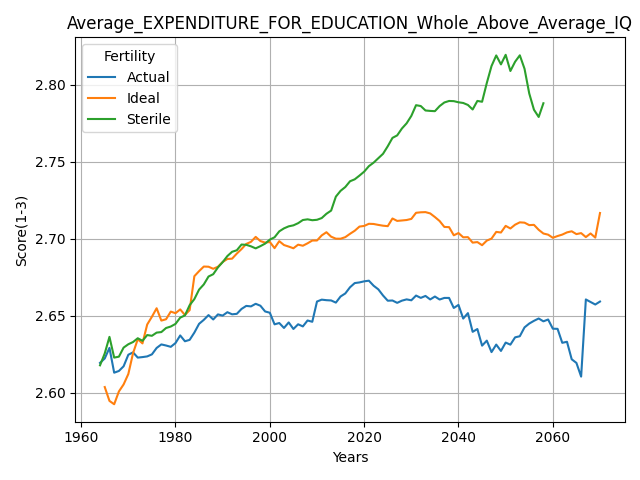 Average_EXPENDITURE_FOR_EDUCATION_Whole_Above_Average_IQ
Fertility
Actual
Ideal
Sterile
2.80
2.75
2.70
2.65
2.60
Score(1-3)
1960
1980
2000
2020
2040
2060
Years